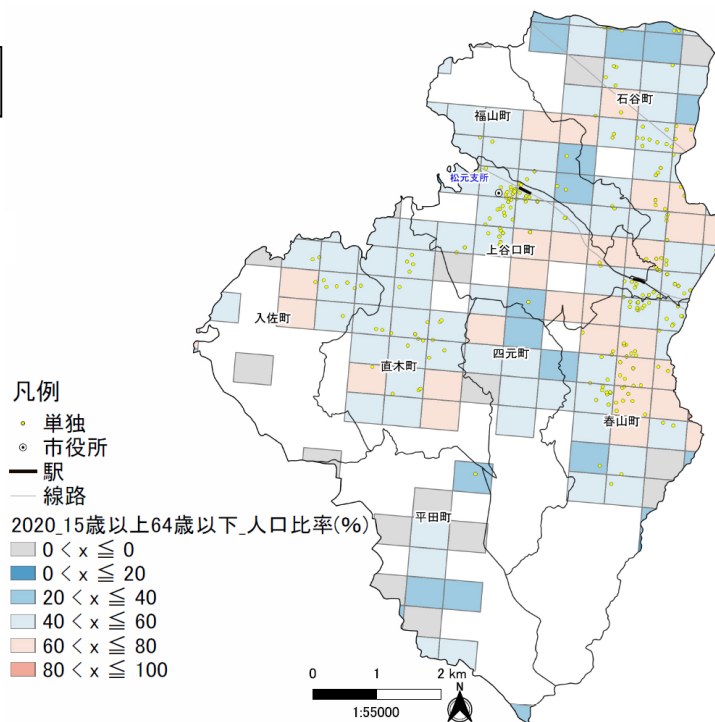 石谷町
福山町
松元支所
上谷口町
入佐町
直木町
四元町
春山町
平田町
凡例
単独
市役所
駅
線路
2020_15歳以上64歳以下_人口比率(%)
0 < x ≦ 0
0 < x ≦ 20
20 < x ≦ 40
40 < x ≦ 60
60 < x ≦ 80
80 < x ≦ 100
0 1 2 km
N
1:55000